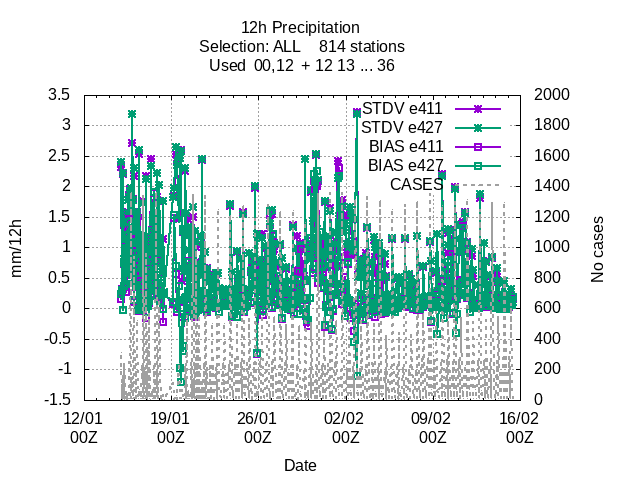 12h Precipitation
Selection: ALL 814 stations
Used 00,12 + 12 13 ... 36
STDV e411
STDV e427
BIAS e411
BIAS e427
CASES
3.5
3
2.5
2
1.5
1
0.5
0
-0.5
-1
-1.5
mm/12h
2000
1800
1600
1400
1200
1000
800
600
400
200
0
No cases
12/01 19/01 26/01 02/02 09/02 16/02
00Z 00Z 00Z 00Z 00Z 00Z
Date